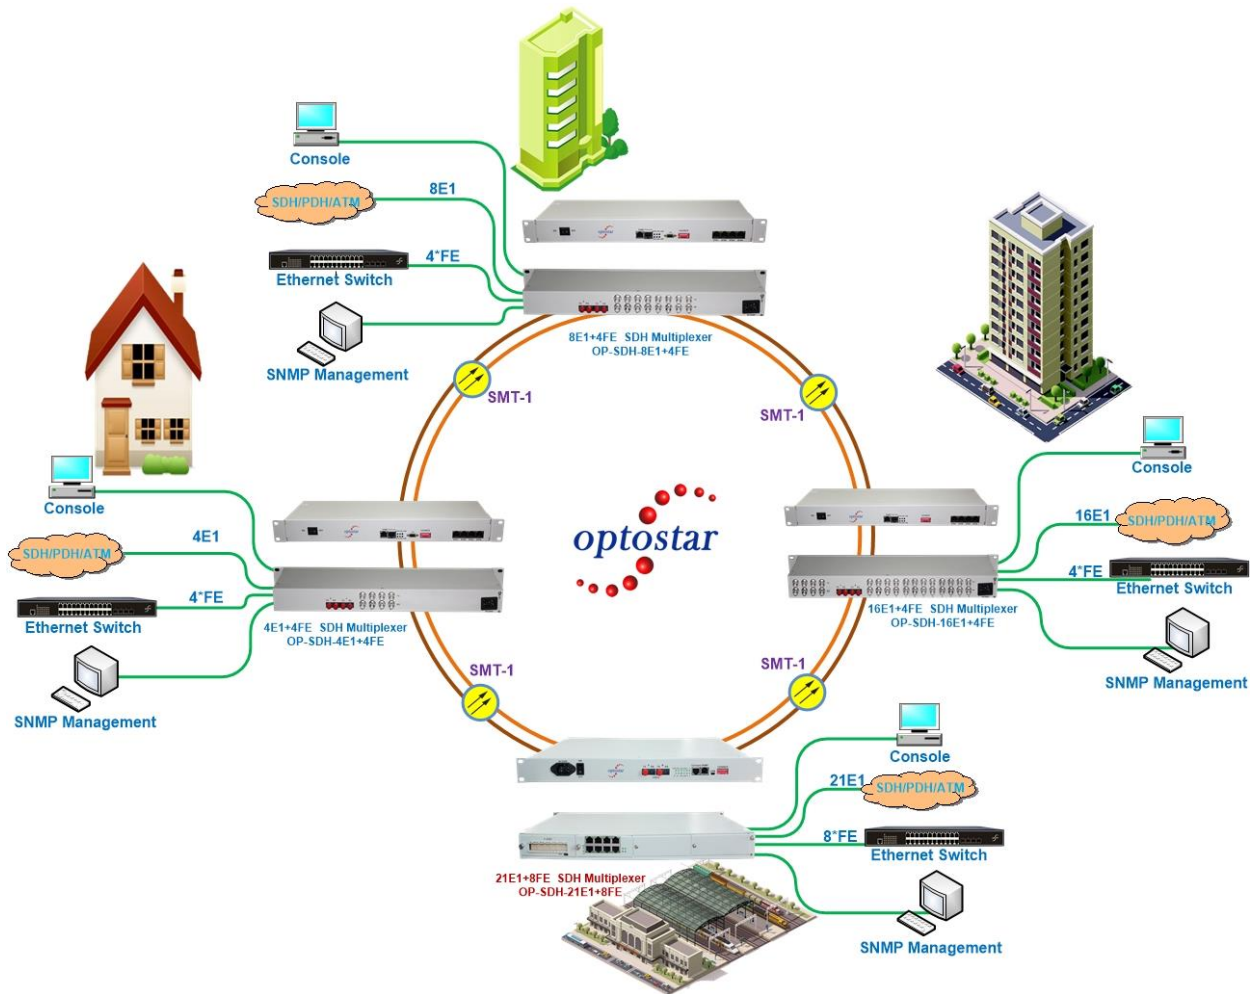 Console
8E1
SDH/PDH/ATM
4*FE
Ethernet Switch
SNMP Management
8E1+4FE SDH Multiplexer
OP-SDH-8E1+4FE
SMT-1
SMT-1
Console
4E1
SDH/PDH/ATM
4*FE
Ethernet Switch
SNMP Management
4E1+4FE SDH Multiplexer
OP-SDH-4E1+4FE
optostar
Console
16E1
SDH/PDH/ATM
4*FE
Ethernet Switch
SNMP Management
16E1+4FE SDH Multiplexer
OP-SDH-16E1+4FE
SMT-1
SMT-1
optostar
Console
21E1
SDH/PDH/ATM
8*FE
Ethernet Switch
SNMP Management
21E1+8FE SDH Multiplexer
OP-SDH-21E1+8FE